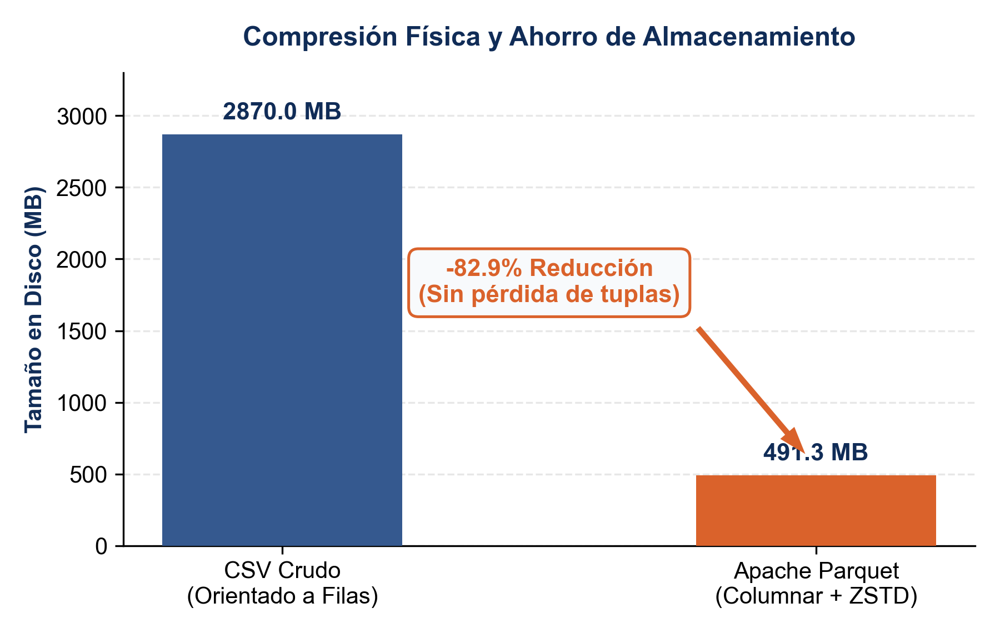 Compresión Física y Ahorro de Almacenamiento
Tamaño en Disco (MB)
3000
2500
2000
1500
1000
500
0
2870.0 MB
-82.9% Reducción
(Sin pérdida de tuplas)
491.3 MB
CSV Crudo
(Orientado a Filas)
Apache Parquet
(Columnar + ZSTD)